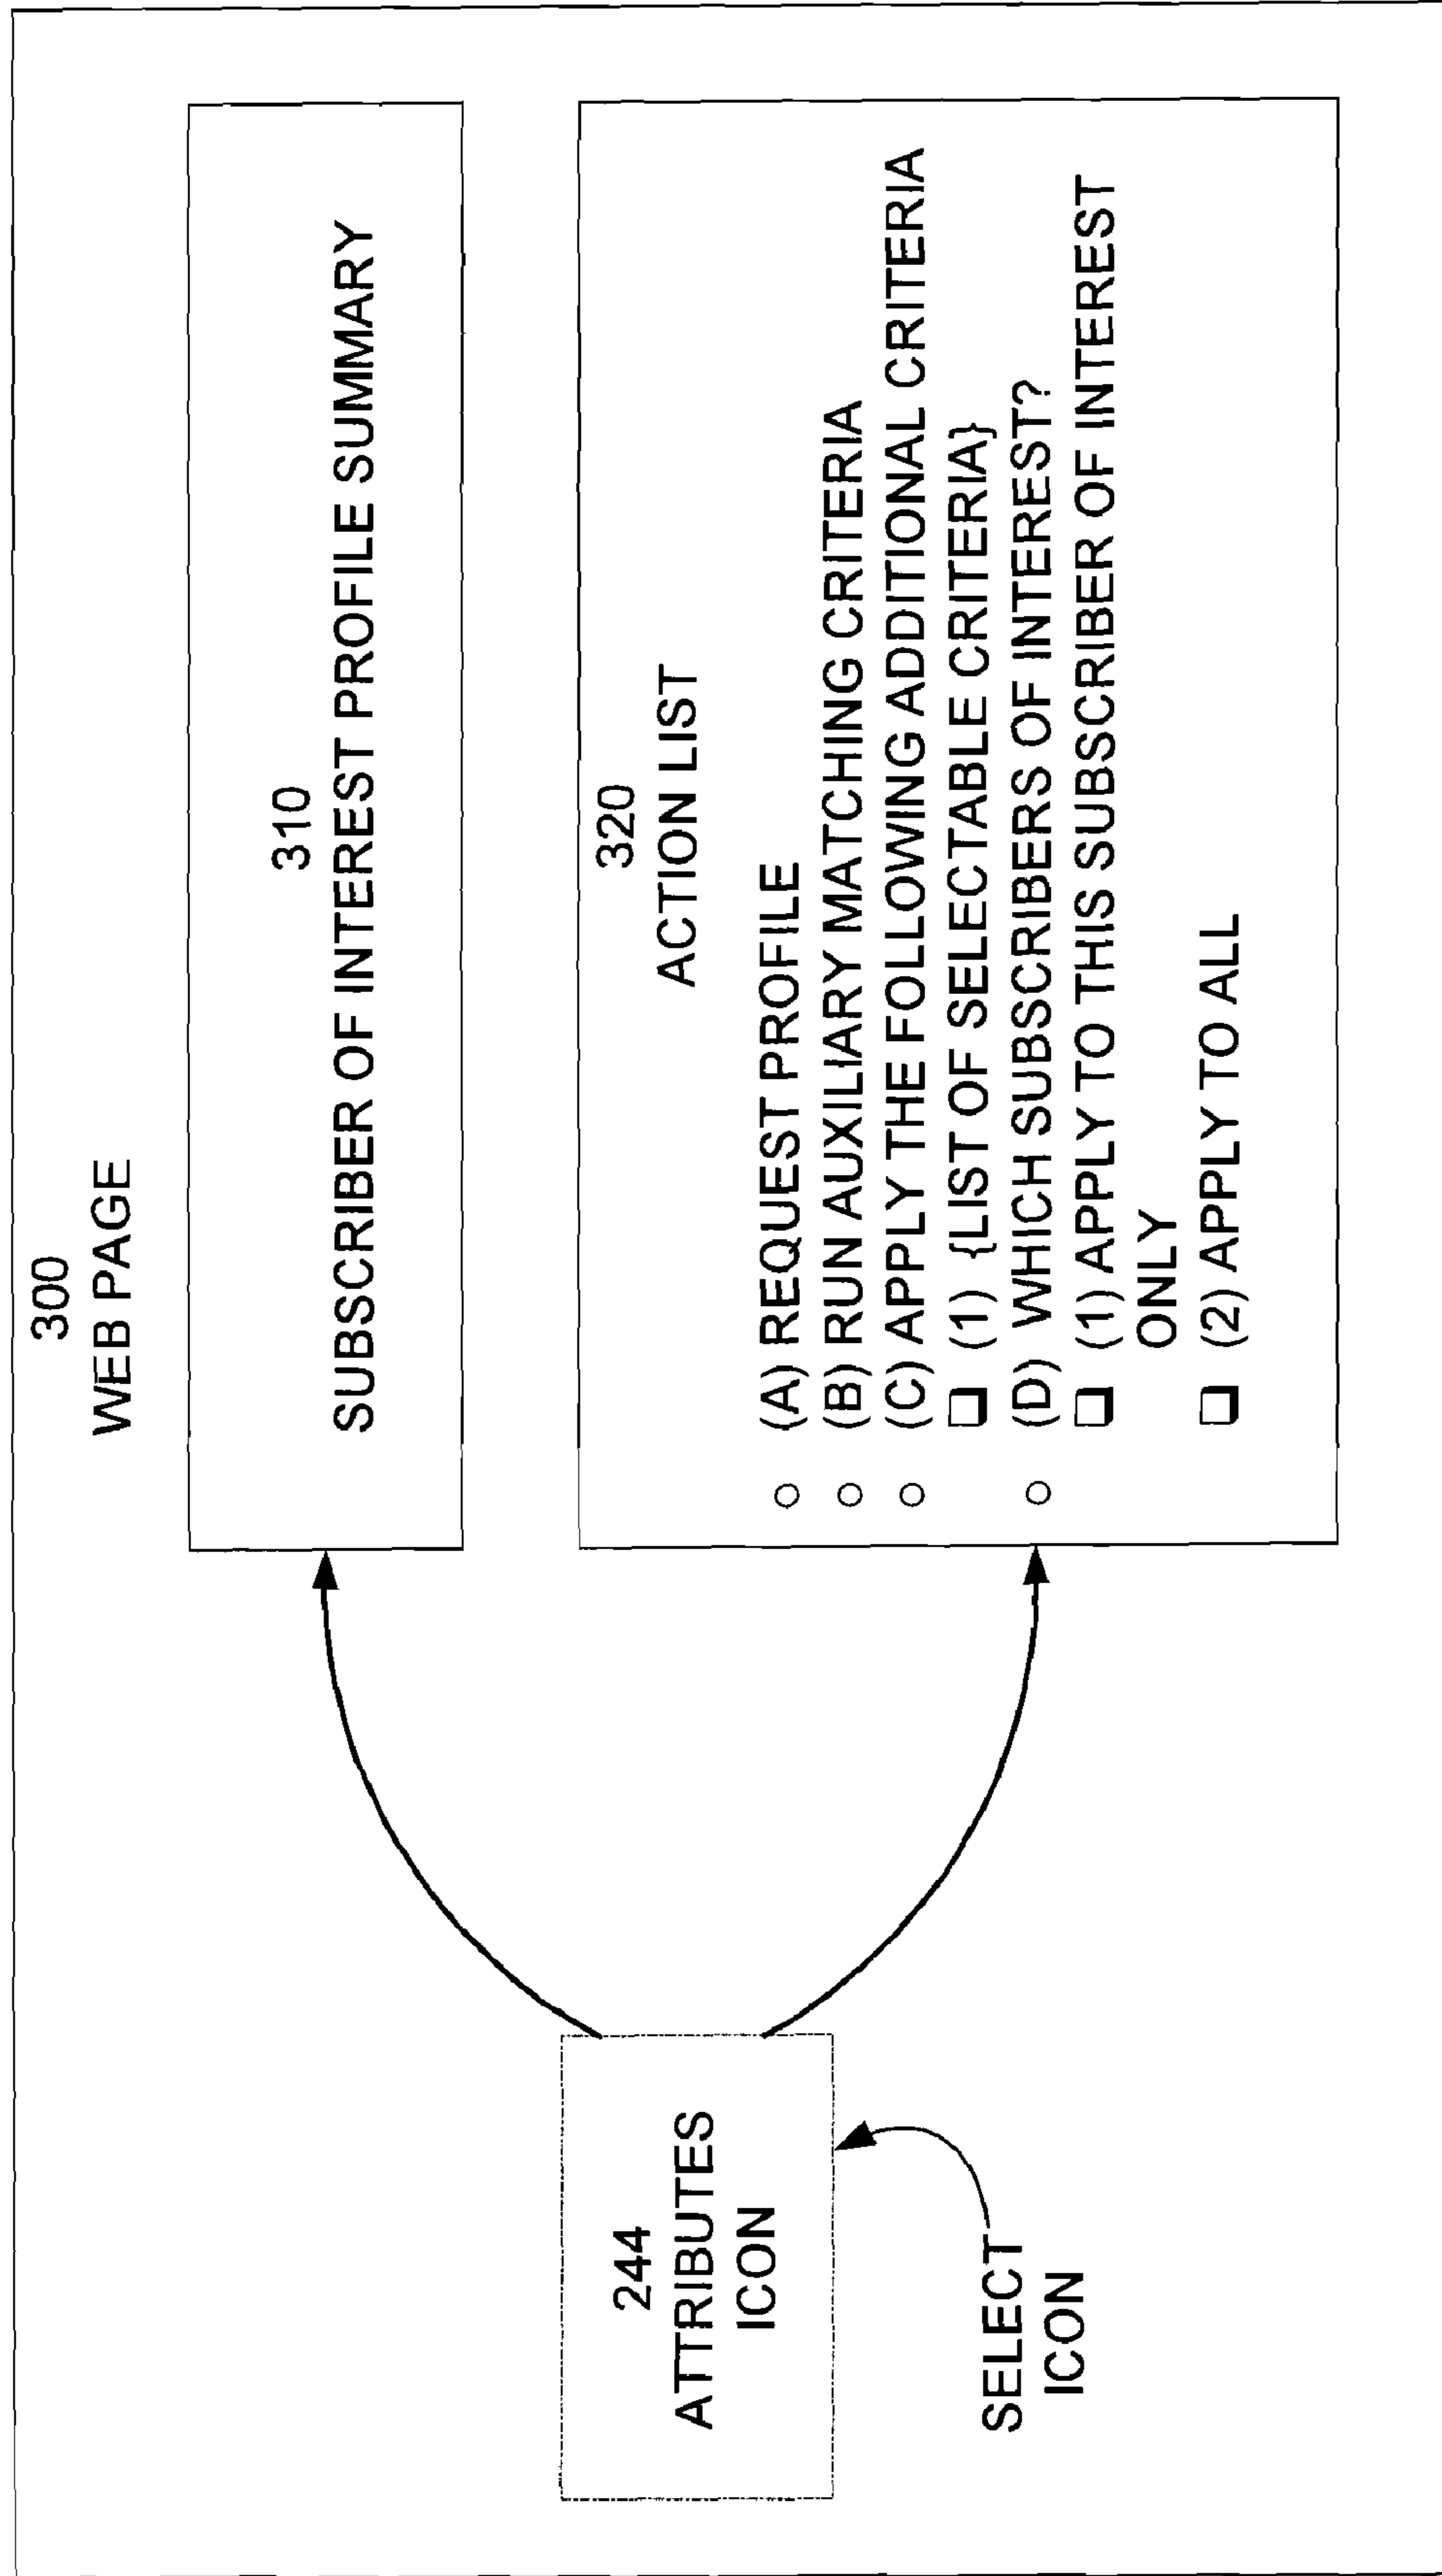 300
WEB PAGE
310
SUBSCRIBER OF INTEREST PROFILE SUMMARY
320
ACTION LIST
(A) REQUEST PROFILE
(B) RUN AUXILIARY MATCHING CRITERIA
(C) APPLY THE FOLLOWING ADDITIONAL CRITERIA
(1) {LIST OF SELECTABLE CRITERIA}
(D) WHICH SUBSCRIBERS OF INTEREST?
(1) APPLY TO THIS SUBSCRIBER OF INTEREST
ONLY
(2) APPLY TO ALL
244
ATTRIBUTES
ICON
SELECT
ICON